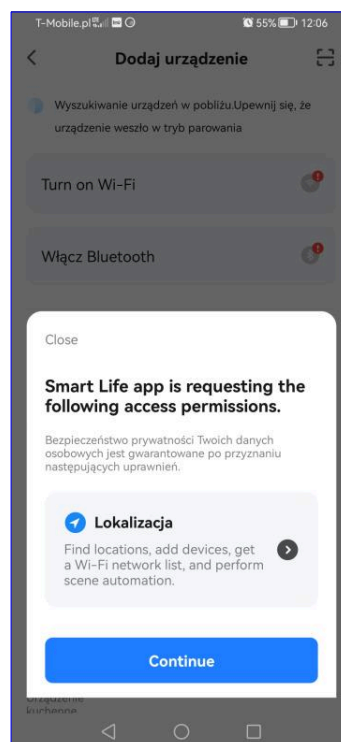 T-Mobile.pl 55% 12:06
Dodaj urządzenie
Wyszukiwanie urządzeń w pobliżu.Upewnij się, że
urządzenie weszło w tryb parowania
Turn on Wi-Fi
Włącz Bluetooth
Close
Smart Life app is requesting the
following access permissions.
Bezpieczeństwo prywatności Twoich danych
osobowych jest gwarantowane po przyznaniu
następujących uprawnień.
Lokalizacja
Find locations, add devices, get
a Wi-Fi network list, and perform
scene automation.
Continue
Urządzenie
kuchenne